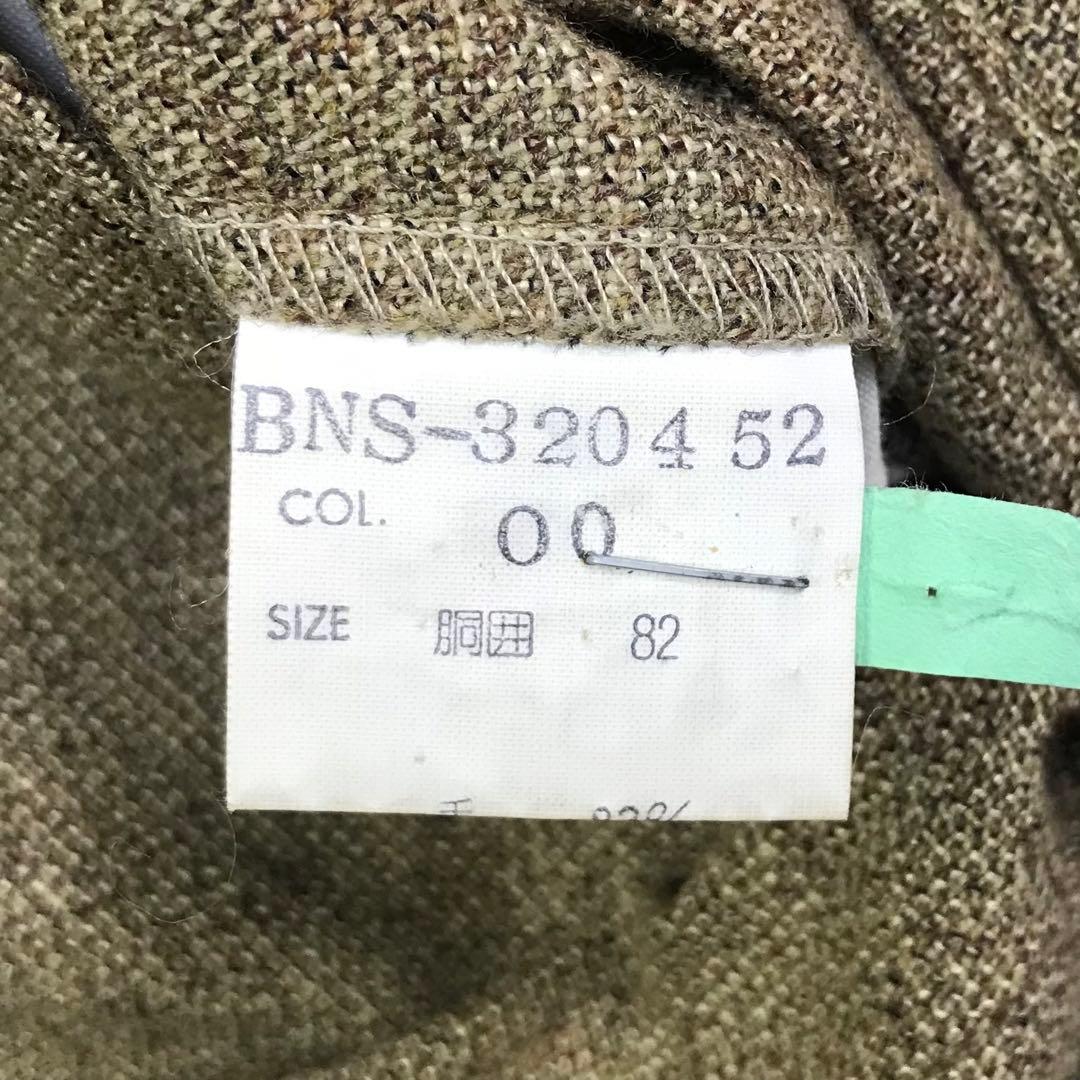 BNS-320452
COL. 00
SIZE 胴囲 82